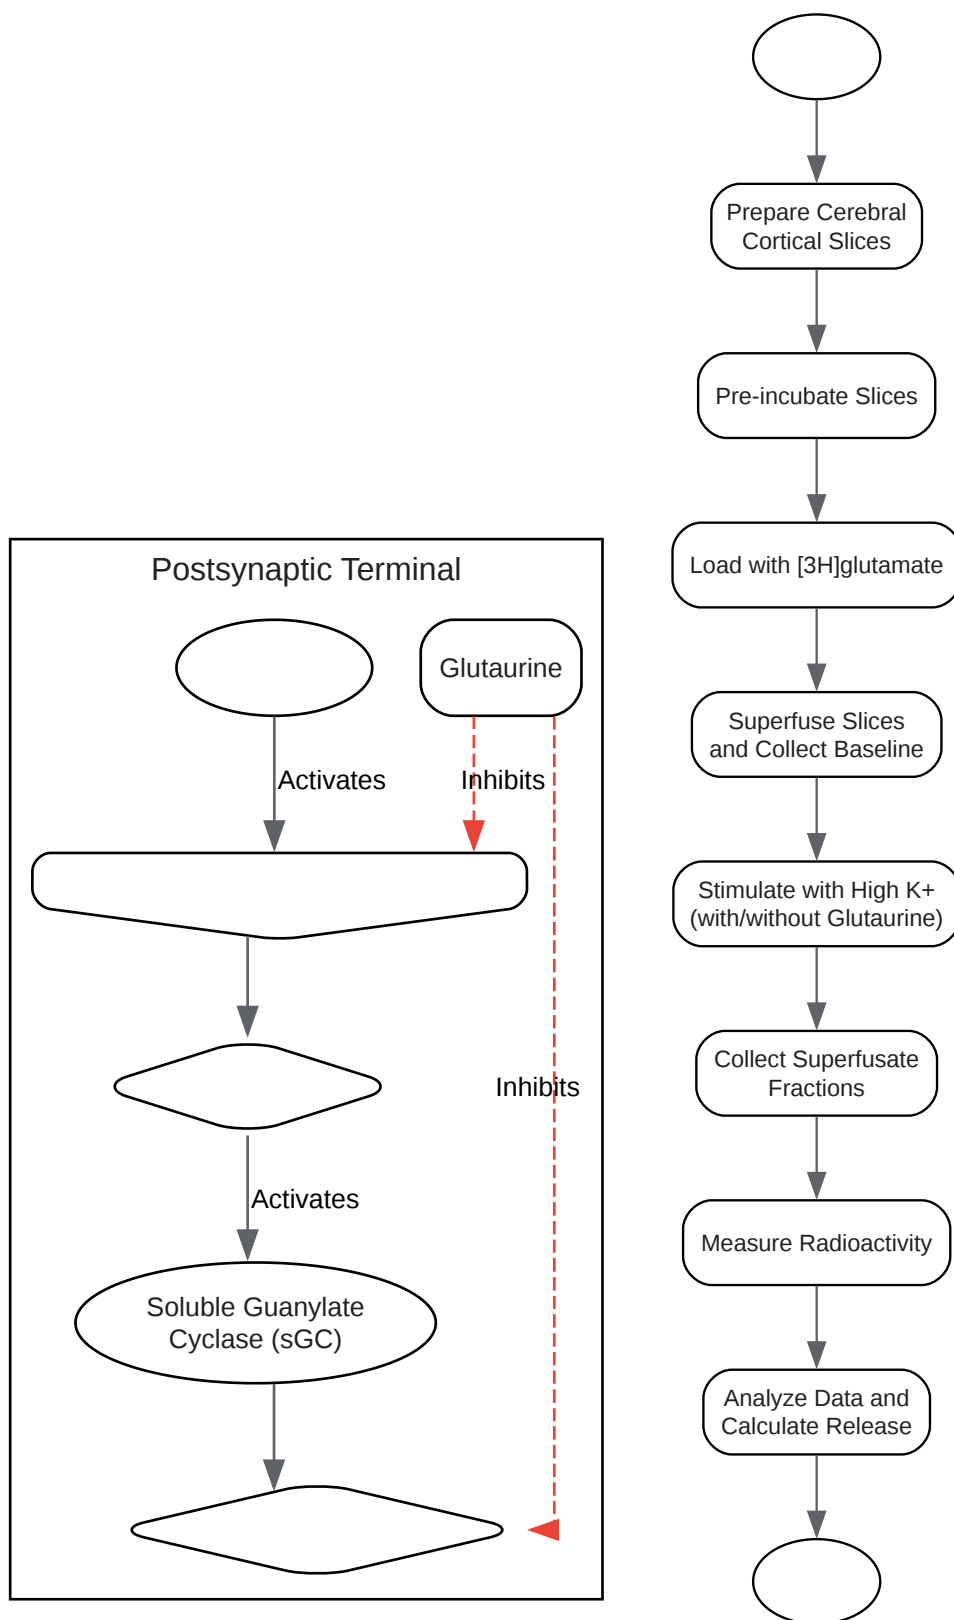 Postsynaptic Terminal
Glutaurine
Activates
Inhibits
Inhibits
Activates
Soluble Guanylate
Cyclase (sGC)
Prepare Cerebral
Cortical Slices
Pre-incubate Slices
Load with [3H]glutamate
Superfuse Slices
and Collect Baseline
Stimulate with High K+
(with/without Glutaurine)
Collect Superfusate
Fractions
Measure Radioactivity
Analyze Data and
Calculate Release